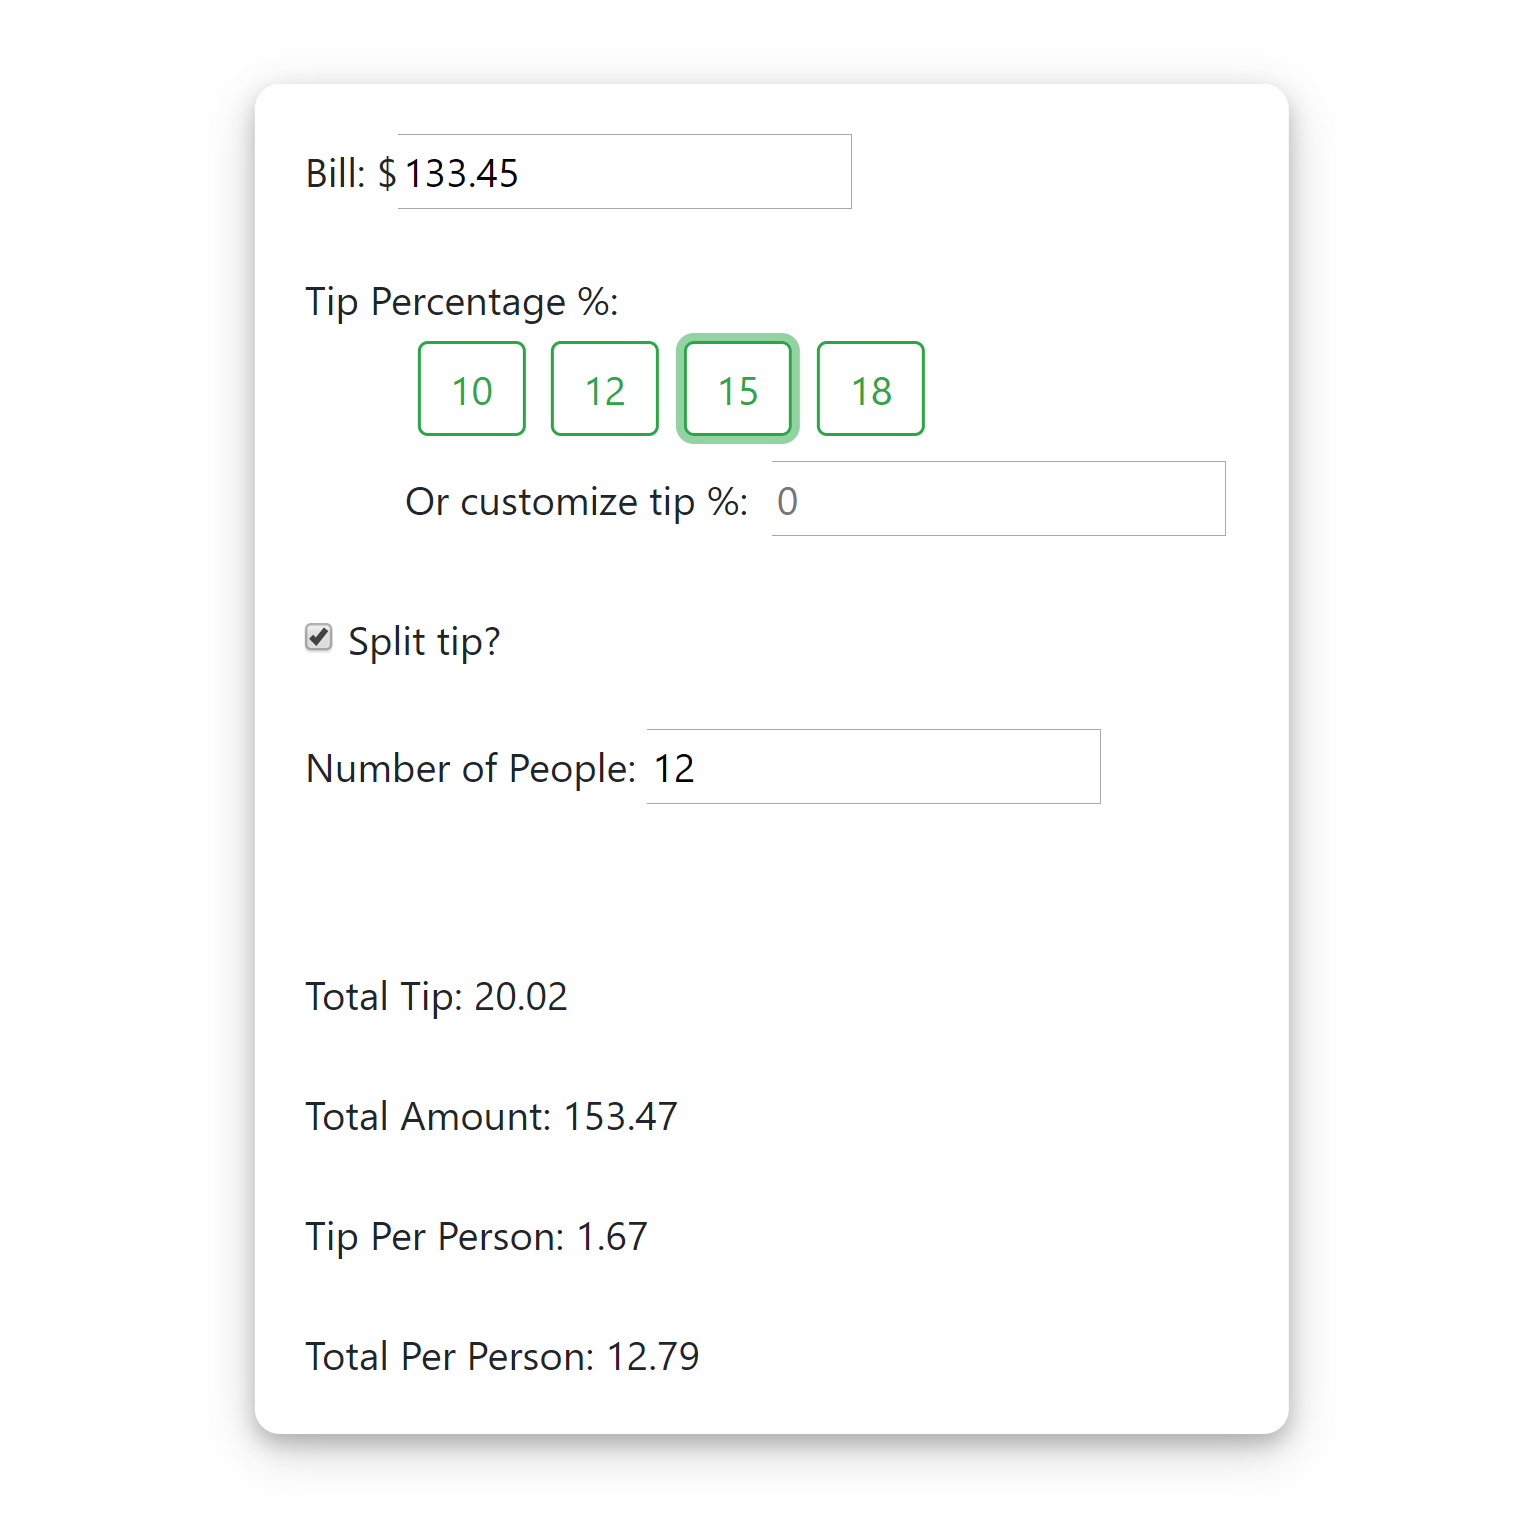 Bill: $ 133.45
Tip Percentage %:
10 12 15 18
Or customize tip %: 0
Split tip?
Number of People: 12
Total Tip: 20.02
Total Amount: 153.47
Tip Per Person: 1.67
Total Per Person: 12.79